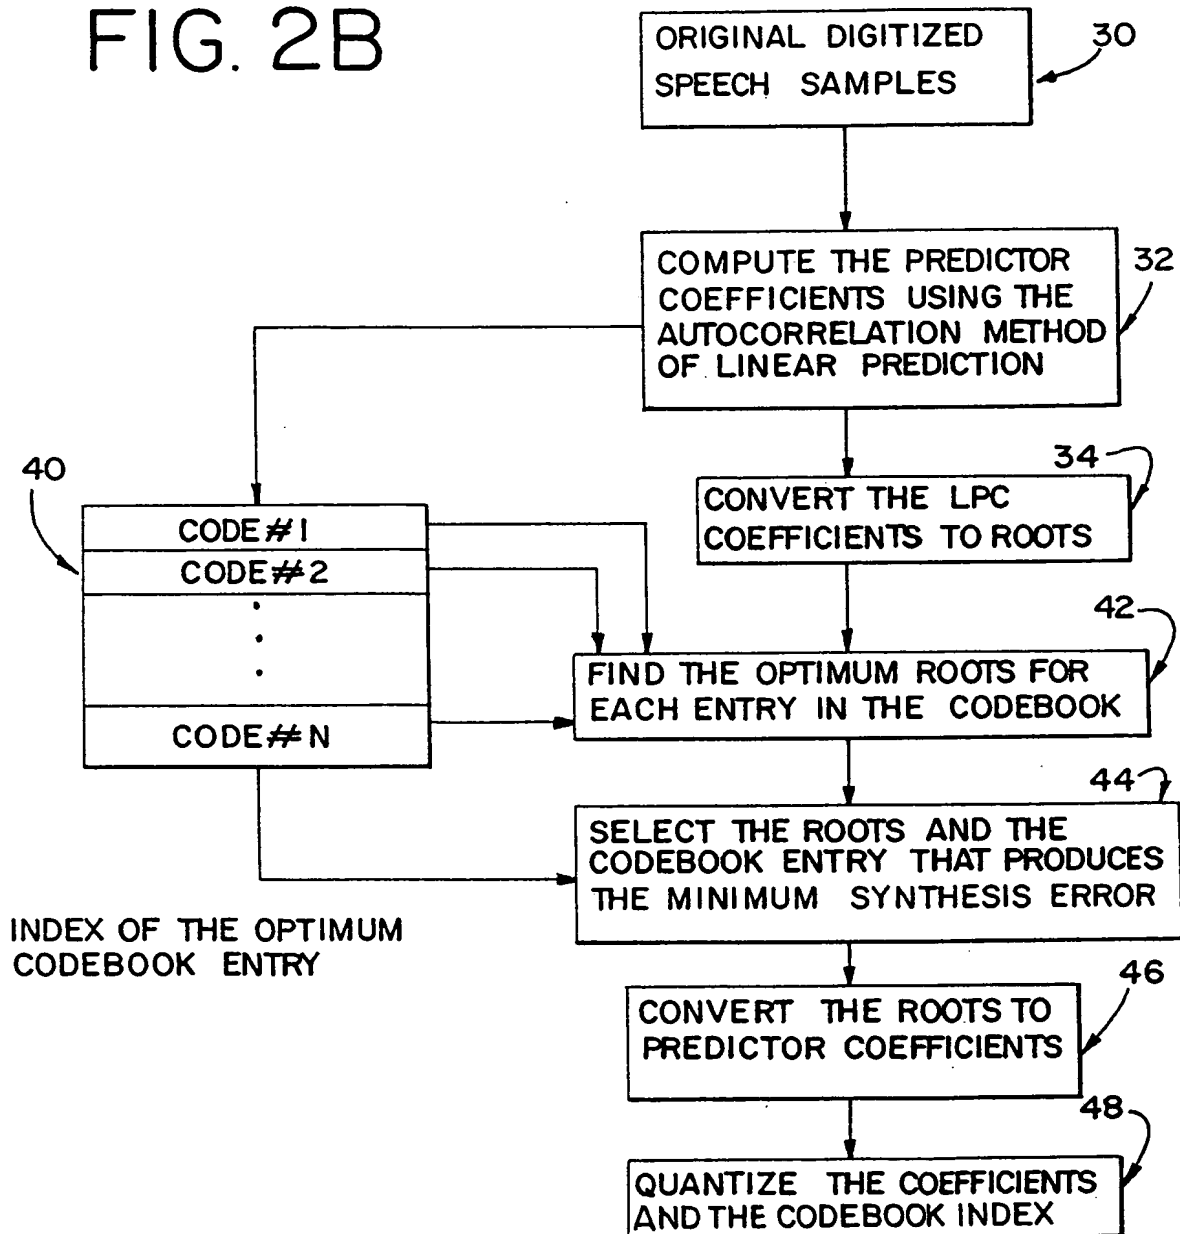 FIG. 2B
ORIGINAL DIGITIZED
SPEECH SAMPLES
30
COMPUTE THE PREDICTOR
COEFFICIENTS USING THE
AUTOCORRELATION METHOD
OF LINEAR PREDICTION
32
34
CONVERT THE LPC
COEFFICIENTS TO ROOTS
40
CODE#1
CODE#2
CODE#N
42
FIND THE OPTIMUM ROOTS FOR
EACH ENTRY IN THE CODEBOOK
44
SELECT THE ROOTS AND THE
CODEBOOK ENTRY THAT PRODUCES
THE MINIMUM SYNTHESIS ERROR
INDEX OF THE OPTIMUM
CODEBOOK ENTRY
46
CONVERT THE ROOTS TO
PREDICTOR COEFFICIENTS
48
QUANTIZE THE COEFFICIENTS
AND THE CODEBOOK INDEX